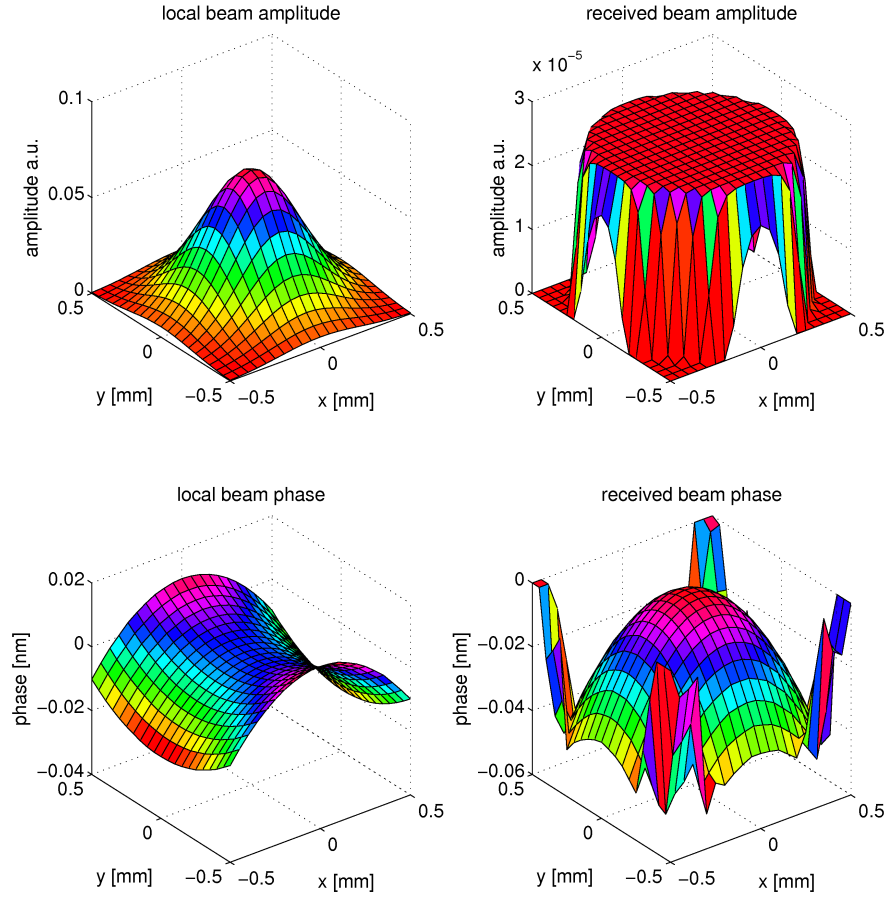 local beam amplitude
0.1
0.05
0
amplitude a.u.
0.5
0
−0.5
y [mm]
−0.5
0
0.5
x [mm]
received beam amplitude
x 10−5
3
2
1
0
amplitude a.u.
0.5
0
−0.5
y [mm]
−0.5
0
0.5
x [mm]
local beam phase
0.02
0
−0.02
−0.04
phase [nm]
0.5
0
−0.5
y [mm]
−0.5
0
0.5
x [mm]
received beam phase
0
−0.02
−0.04
−0.06
phase [nm]
0.5
0
−0.5
y [mm]
−0.5
0
0.5
x [mm]